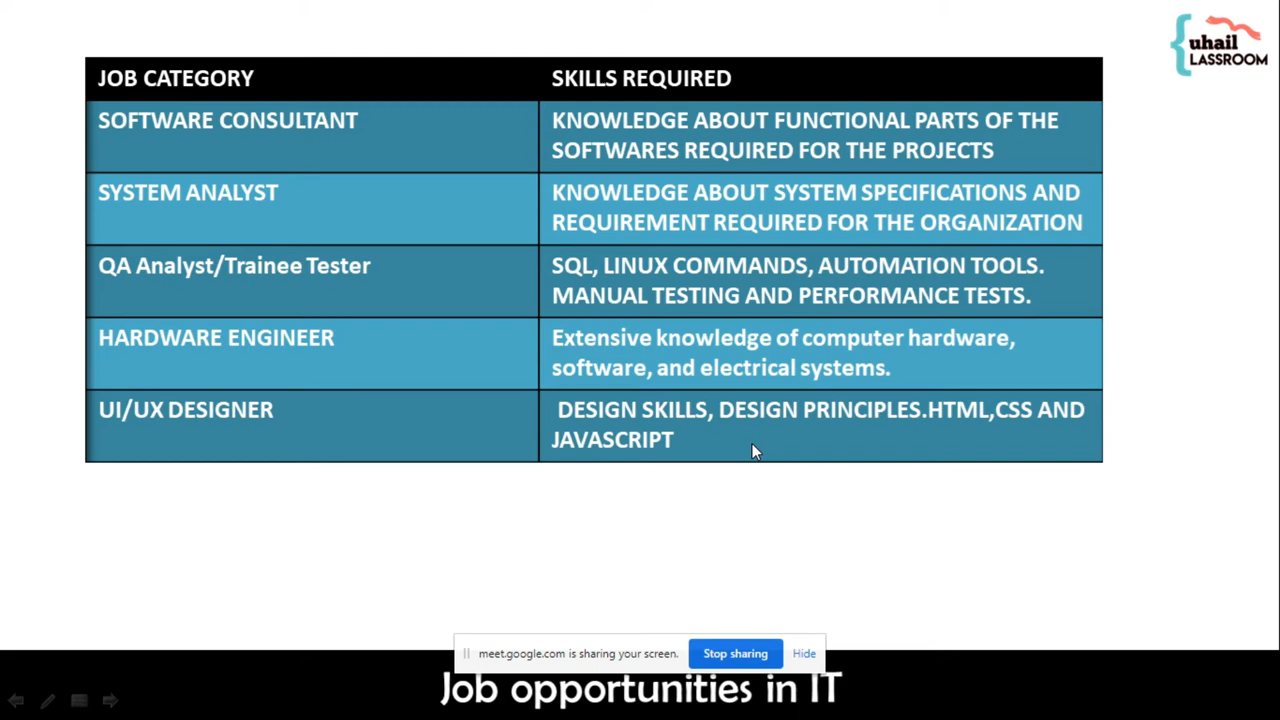 uhail
LASSROOM
JOB CATEGORY SKILLS REQUIRED
SOFTWARE CONSULTANT KNOWLEDGE ABOUT FUNCTIONAL PARTS OF THE
SOFTWARES REQUIRED FOR THE PROJECTS
SYSTEM ANALYST KNOWLEDGE ABOUT SYSTEM SPECIFICATIONS AND
REQUIREMENT REQUIRED FOR THE ORGANIZATION
QA Analyst/Trainee Tester SQL, LINUX COMMANDS, AUTOMATION TOOLS.
MANUAL TESTING AND PERFORMANCE TESTS.
HARDWARE ENGINEER Extensive knowledge of computer hardware,
software, and electrical systems.
UI/UX DESIGNER DESIGN SKILLS, DESIGN PRINCIPLES.HTML,CSS AND
JAVASCRIPT
meet.google.com is sharing your screen. Stop sharing Hide
Job opportunities in IT